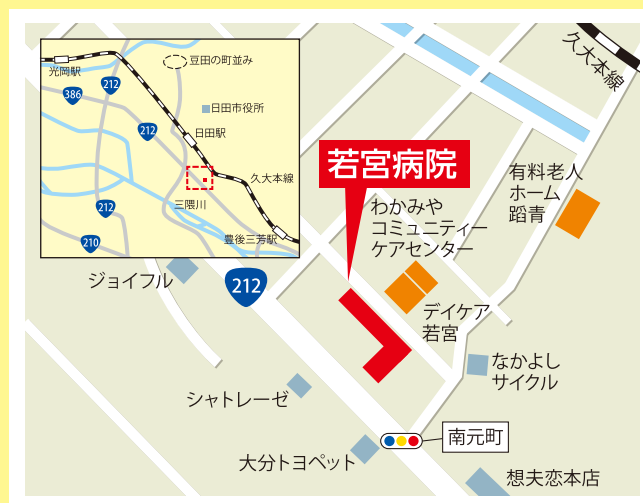 光岡駅
豆田の町並み
386
212
日田市役所
212
日田駅
久大本線
212
三隈川
210
豊後三芳駅
久大本線
若宮病院
有料老人
ホーム
踏青
わかみや
コミュニティー
ケアセンター
ジョイフル
212
デイケア
若宮
なかよし
サイクル
シャトレーゼ
南元町
大分トヨペット
想夫恋本店